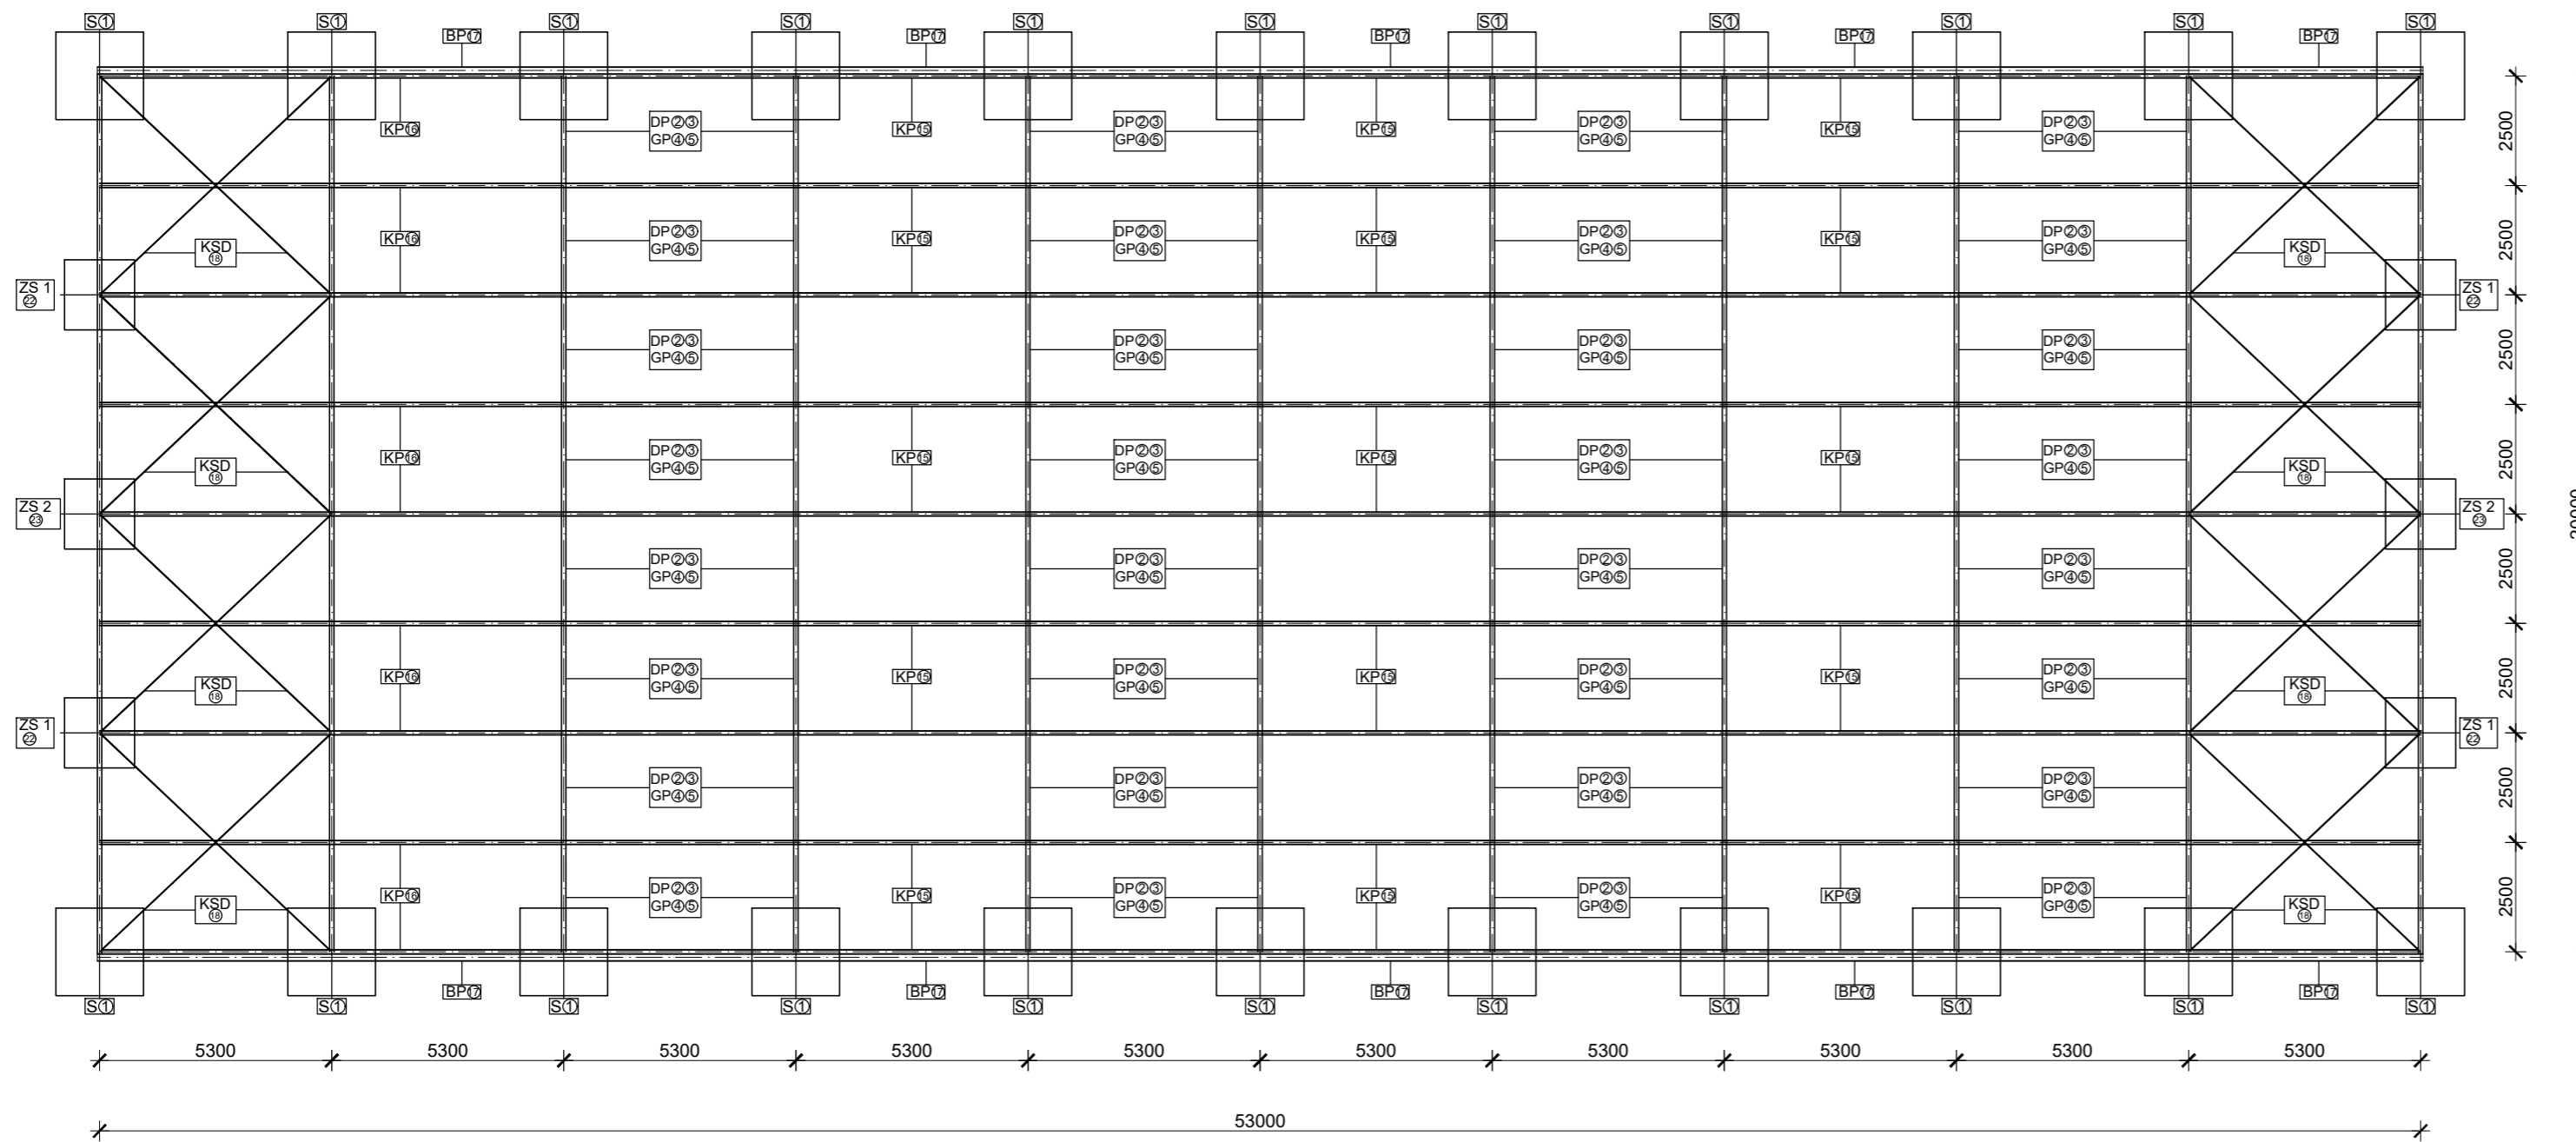 S① S① S① S① S① S① S① S① S① S① S①
BP⑰ BP⑰ BP⑰ BP⑰ BP⑰
DP②③ DP②③ DP②③ DP②③
GP④⑤ GP④⑤ GP④⑤ GP④⑤
KP⑯ KP⑮ KP⑮ KP⑮
2500
DP②③ DP②③ DP②③ DP②③
GP④⑤ GP④⑤ GP④⑤ GP④⑤
KP⑯ KP⑮ KP⑮ KP⑮
2500
KSD KSD
⑱ ⑱
ZS 1 ZS 1
㉒ ㉒
DP②③ DP②③ DP②③ DP②③
GP④⑤ GP④⑤ GP④⑤ GP④⑤
2500
DP②③ DP②③ DP②③ DP②③
GP④⑤ GP④⑤ GP④⑤ GP④⑤
KP⑯ KP⑮ KP⑮ KP⑮
2500
KSD KSD
⑱ ⑱
ZS 2 ZS 2
㉓ ㉓
DP②③ DP②③ DP②③ DP②③
GP④⑤ GP④⑤ GP④⑤ GP④⑤
2500
DP②③ DP②③ DP②③ DP②③
GP④⑤ GP④⑤ GP④⑤ GP④⑤
KP⑯ KP⑮ KP⑮ KP⑮
2500
KSD KSD
⑱ ⑱
ZS 1 ZS 1
㉒ ㉒
DP②③ DP②③ DP②③ DP②③
GP④⑤ GP④⑤ GP④⑤ GP④⑤
2500
DP②③ DP②③ DP②③ DP②③
GP④⑤ GP④⑤ GP④⑤ GP④⑤
KP⑯ KP⑮ KP⑮ KP⑮
2500
KSD KSD
⑱ ⑱
BP⑰ BP⑰ BP⑰ BP⑰ BP⑰
S① S① S① S① S① S① S① S① S① S① S①
5300 5300 5300 5300 5300 5300 5300 5300 5300 5300
53000